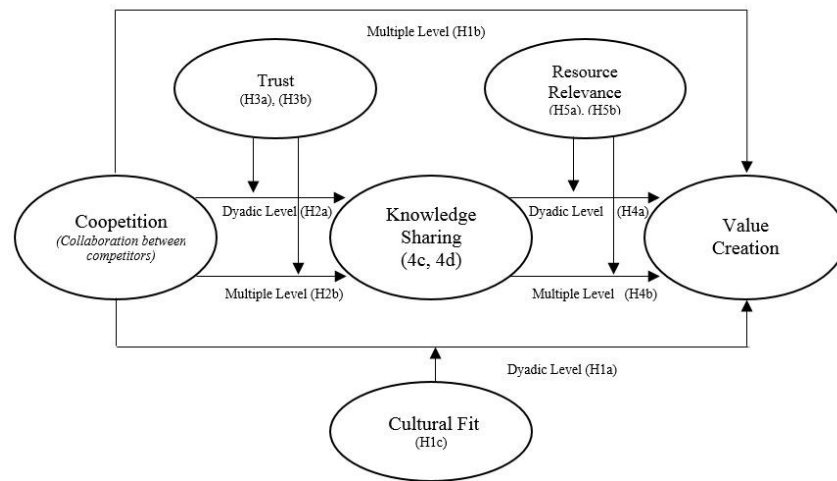 Multiple Level (H1b)
Trust
(H3a), (H3b)
Resource
Relevance
(H5a), (H5b)
Coopetition
(Collaboration between
competitors)
Dyadic Level (H2a)
Multiple Level (H2b)
Knowledge
Sharing
(4c, 4d)
Dyadic Level (H4a)
Multiple Level (H4b)
Value
Creation
Dyadic Level (H1a)
Cultural Fit
(H1c)